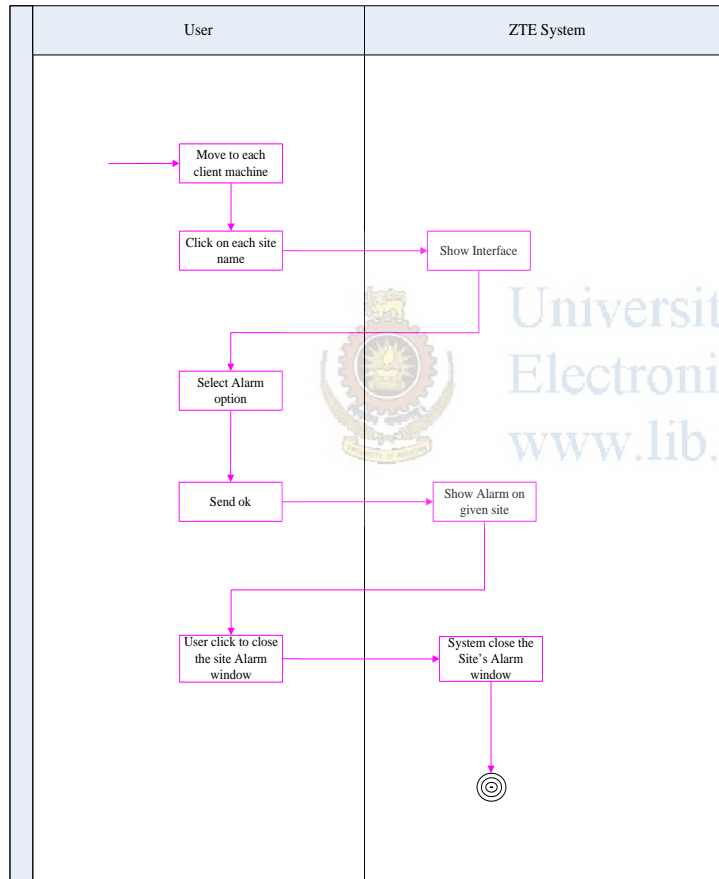 User
ZTE System
Move to each
client machine
Click on each site
name
Show Interface
Select Alarm
option
Send ok
Show Alarm on
given site
User click to close
the site Alarm
window
System close the
Site's Alarm
window
Universit
Electroni
www.lib.